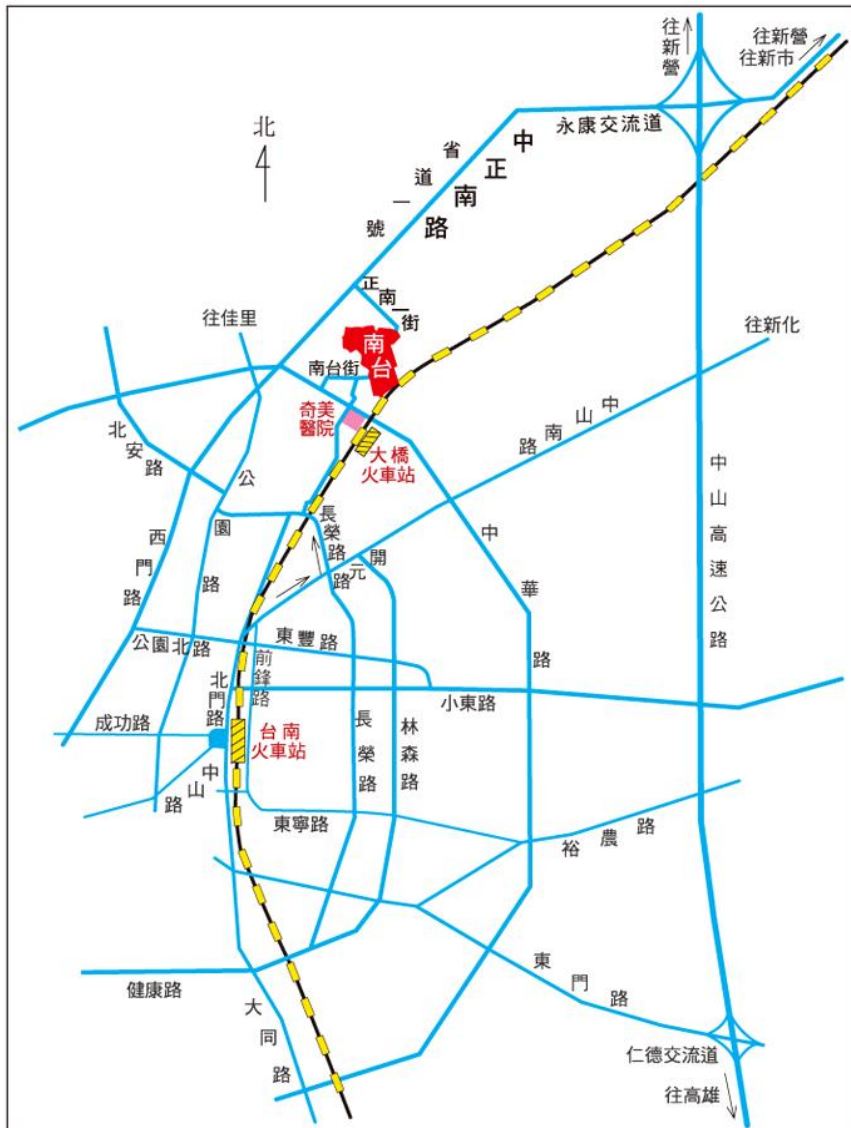 往新營
往新營
往新市
永康交流道
北
省道一號
中正南路
正南一街
往佳里
南台
往新化
南台街
奇美
醫院
大橋
火車站
中山南路
北安路
公園路
長榮路
開元路
中華路
中山高速公路
西門路
公園北路
東豐路
前鋒路
北門路
小東路
成功路
台南
火車站
長榮路
林森路
中山路
東寧路
裕農路
東門路
健康路
大同路
仁德交流道
往高雄